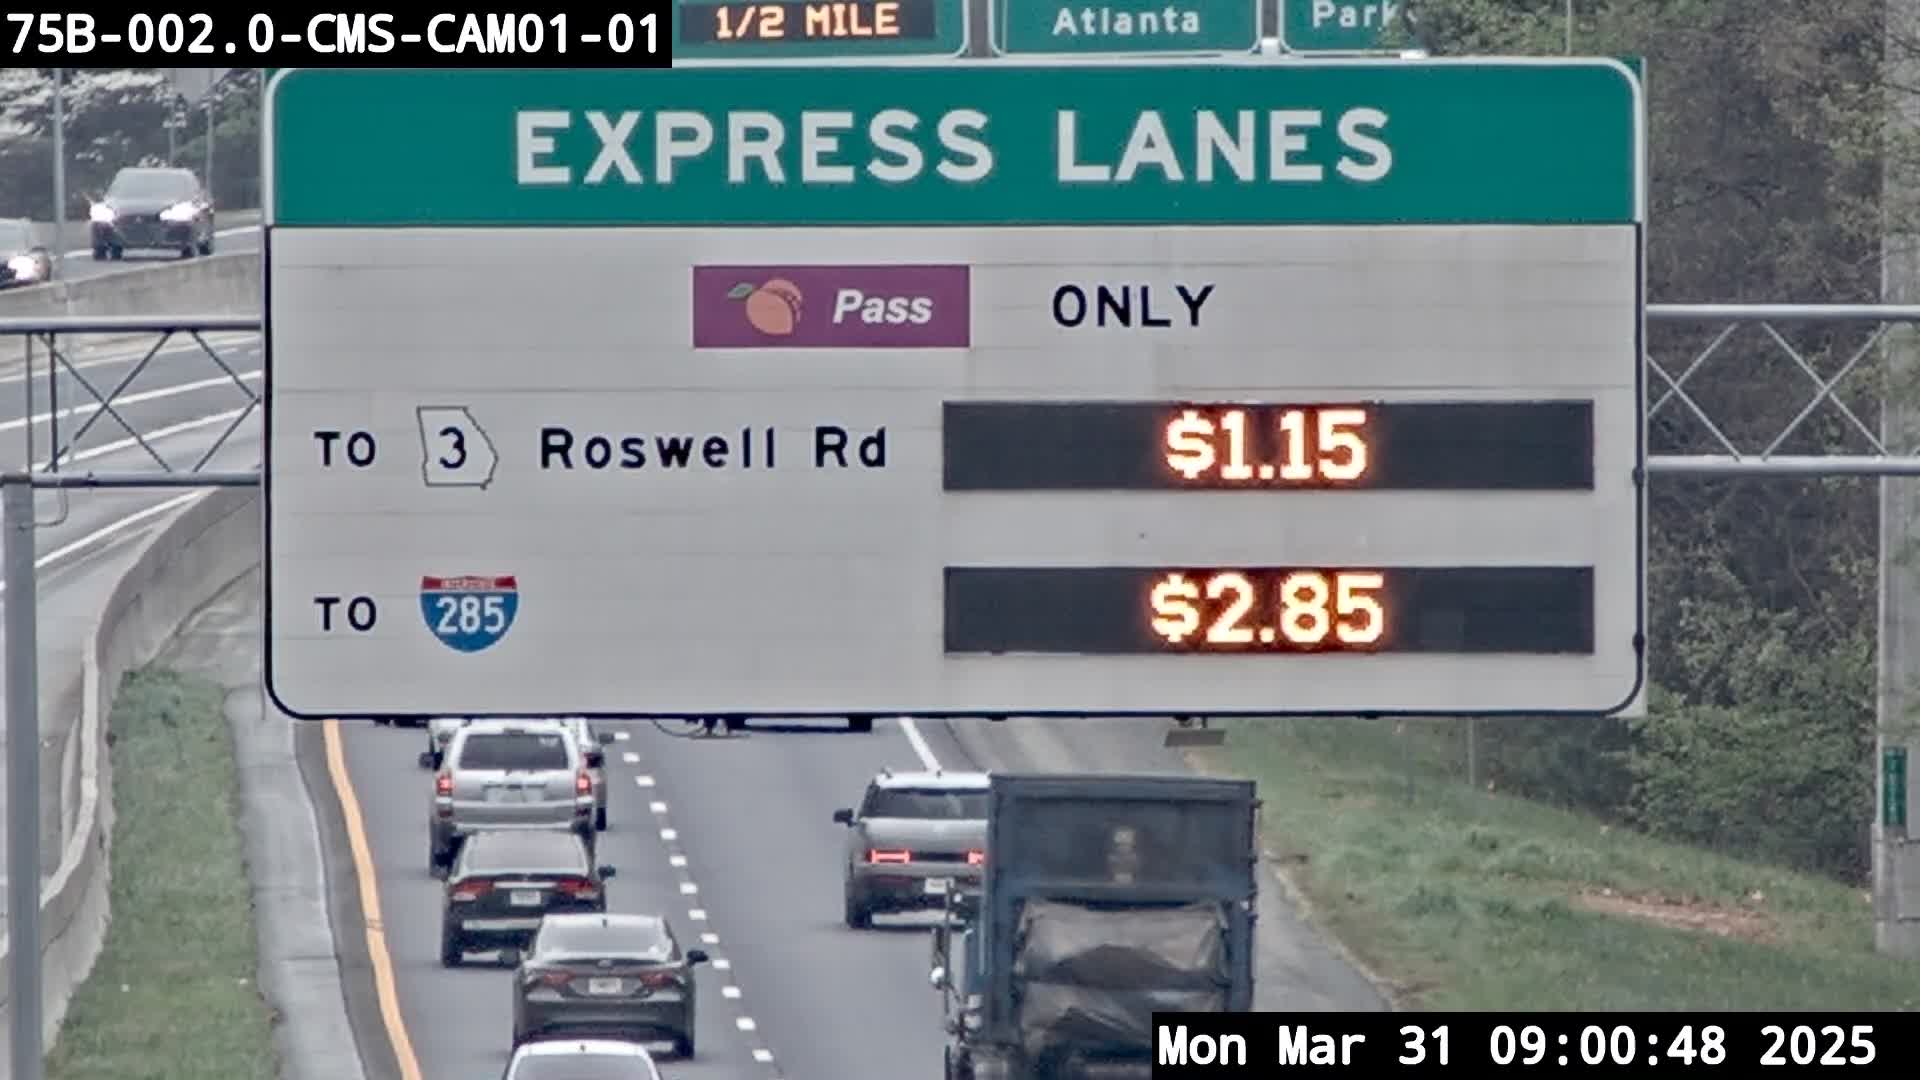 75B-002.0-CMS-CAM01-01
1/2 MILE
Atlanta
Park
EXPRESS LANES
Pass ONLY
TO 3 Roswell Rd $1.15
TO 285 $2.85
Mon Mar 31 09:00:48 2025